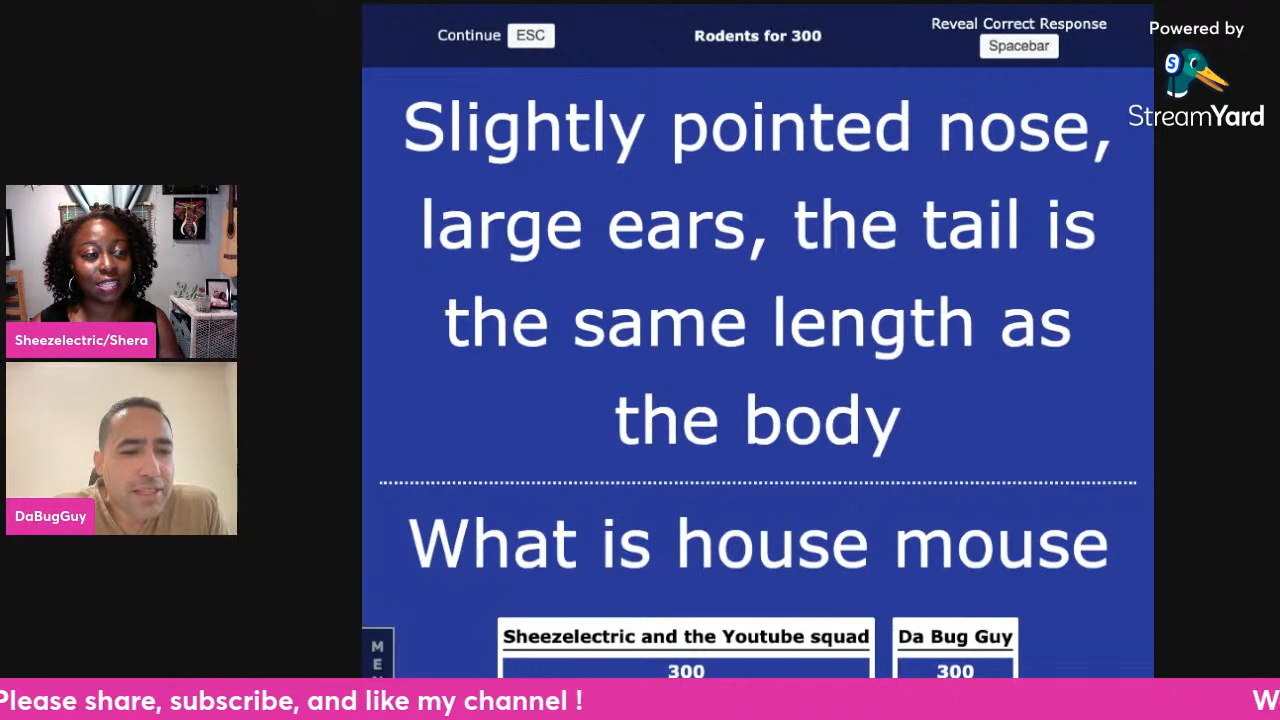 Continue ESC
Rodents for 300
Reveal Correct Response
Spacebar
Powered by
S
StreamYard
Slightly pointed nose,
large ears, the tail is
the same length as
the body
What is house mouse
Sheezelectric/Shera
DaBugGuy
M
E
Sheezelectric and the Youtube squad
300
Da Bug Guy
300
Please share, subscribe, and like my channel !
W